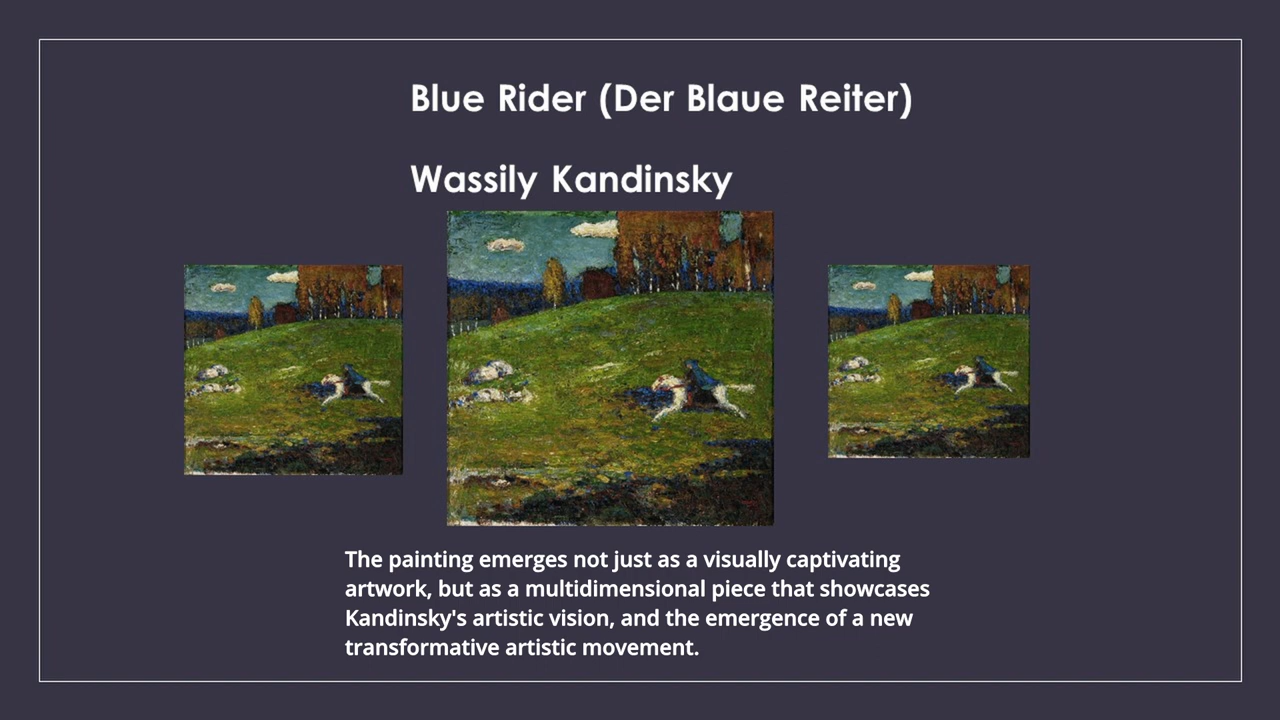 Blue Rider (Der Blaue Reiter)
Wassily Kandinsky
The painting emerges not just as a visually captivating
artwork, but as a multidimensional piece that showcases
Kandinsky's artistic vision, and the emergence of a new
transformative artistic movement.